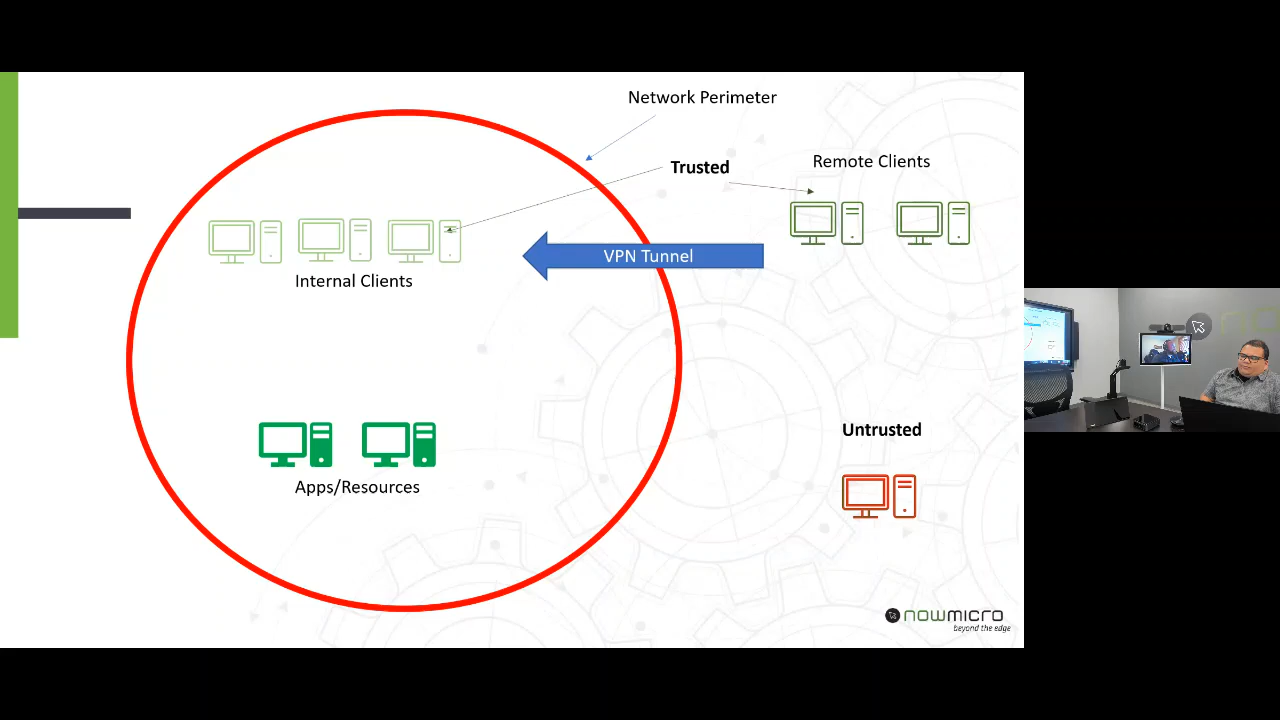 Network Perimeter
Trusted
Remote Clients
VPN Tunnel
Internal Clients
Untrusted
Apps/Resources
nowmicro
beyond the edge